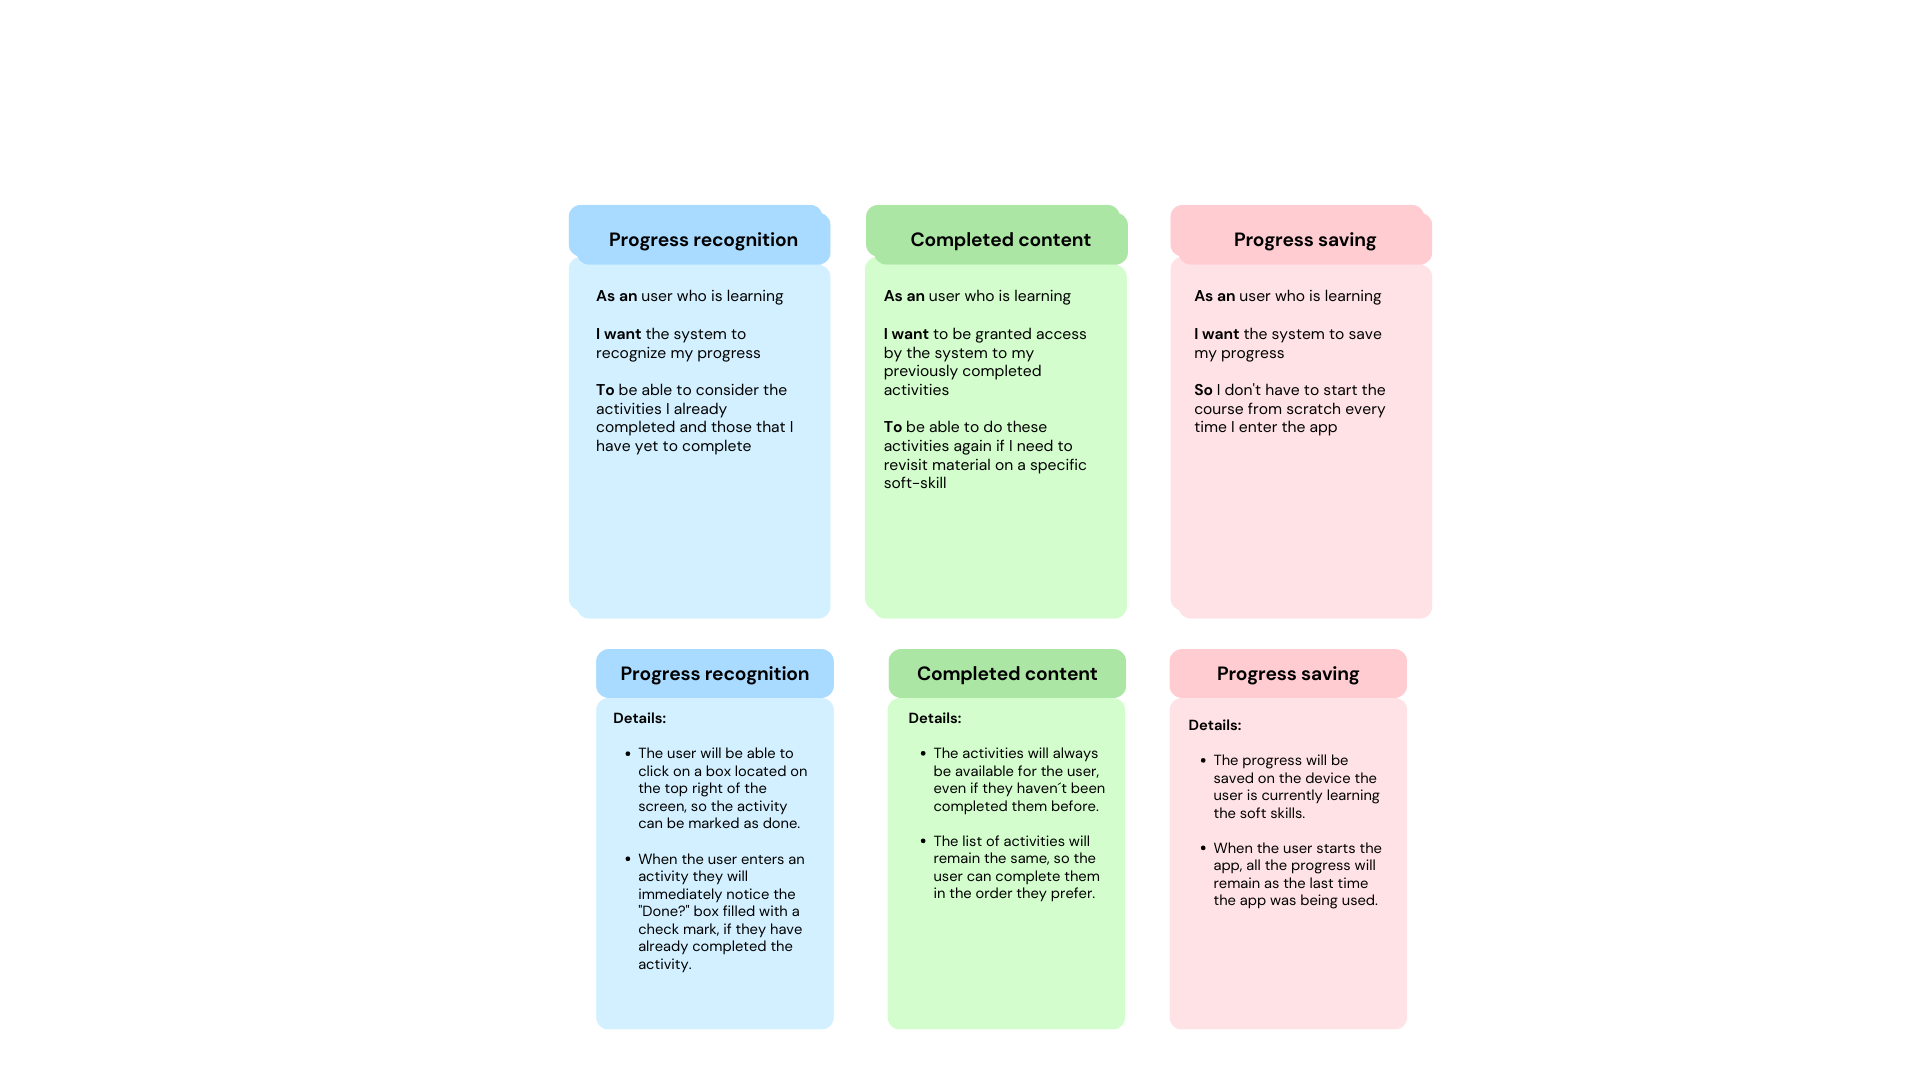 Progress recognition
As an user who is learning
I want the system to
recognize my progress
To be able to consider the
activities I already
completed and those that I
have yet to complete
Completed content
As an user who is learning
I want to be granted access
by the system to my
previously completed
activities
To be able to do these
activities again if I need to
revisit material on a specific
soft-skill
Progress saving
As an user who is learning
I want the system to save
my progress
So I don't have to start the
course from scratch every
time I enter the app
Progress recognition
Details:
• The user will be able to
click on a box located on
the top right of the
screen, so the activity
can be marked as done.
• When the user enters an
activity they will
immediately notice the
"Done?" box filled with a
check mark, if they have
already completed the
activity.
Completed content
Details:
• The activities will always
be available for the user,
even if they haven´t been
completed them before.
• The list of activities will
remain the same, so the
user can complete them
in the order they prefer.
Progress saving
Details:
• The progress will be
saved on the device the
user is currently learning
the soft skills.
• When the user starts the
app, all the progress will
remain as the last time
the app was being used.